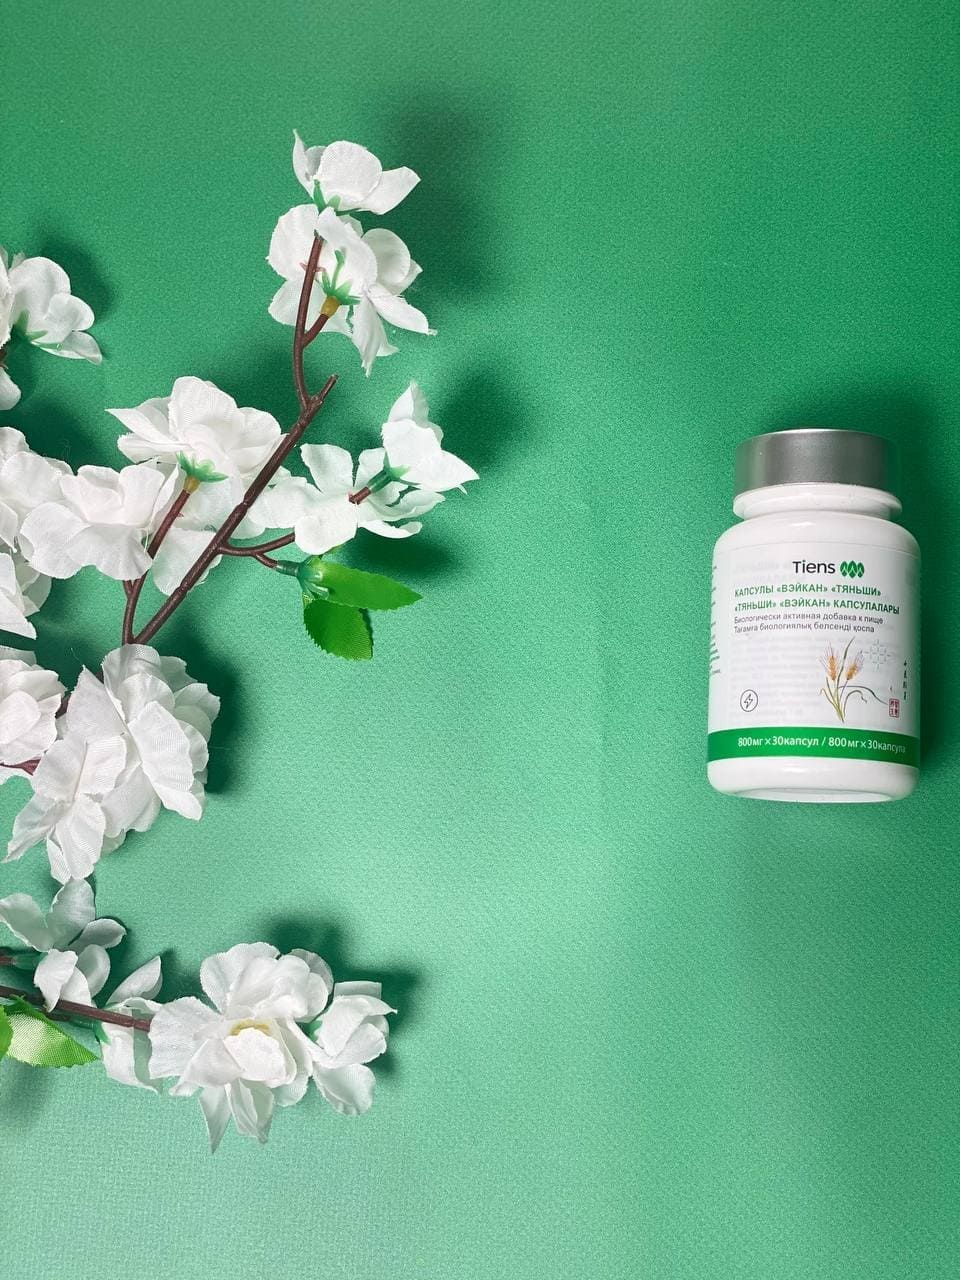 Tiens
КАПСУЛЫ «ВЭЙКАН» «ТЯНЬШИ»
«ТЯНЬШИ» «ВЭЙКАН» КАПСУЛАЛАРЫ
Биологически активная добавка к пище
Тағамға биологиялық белсенді қоспа
800мг×30капсул / 800мг×30капсула